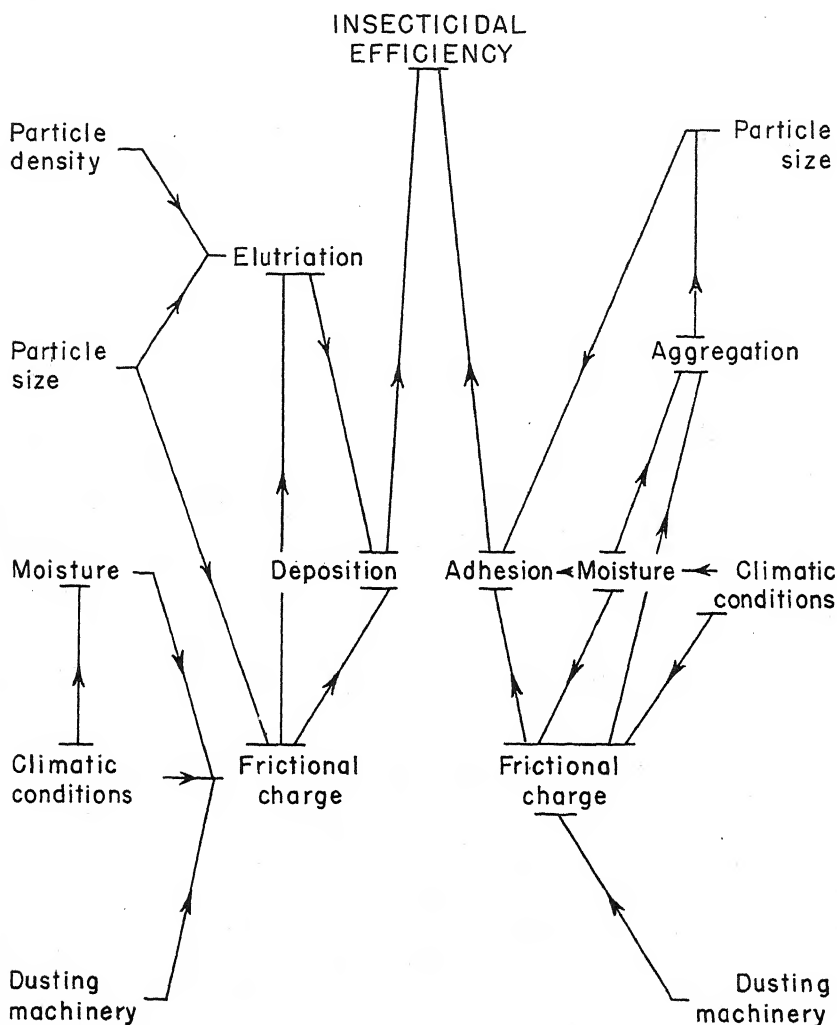 INSECTICIDAL
EFFICIENCY
Particle
density
Particle
size
Elutriation
Particle
size
Aggregation
Moisture
Deposition
Adhesion
Moisture
Climatic
conditions
Climatic
conditions
Frictional
charge
Frictional
charge
Dusting
machinery
Dusting
machinery